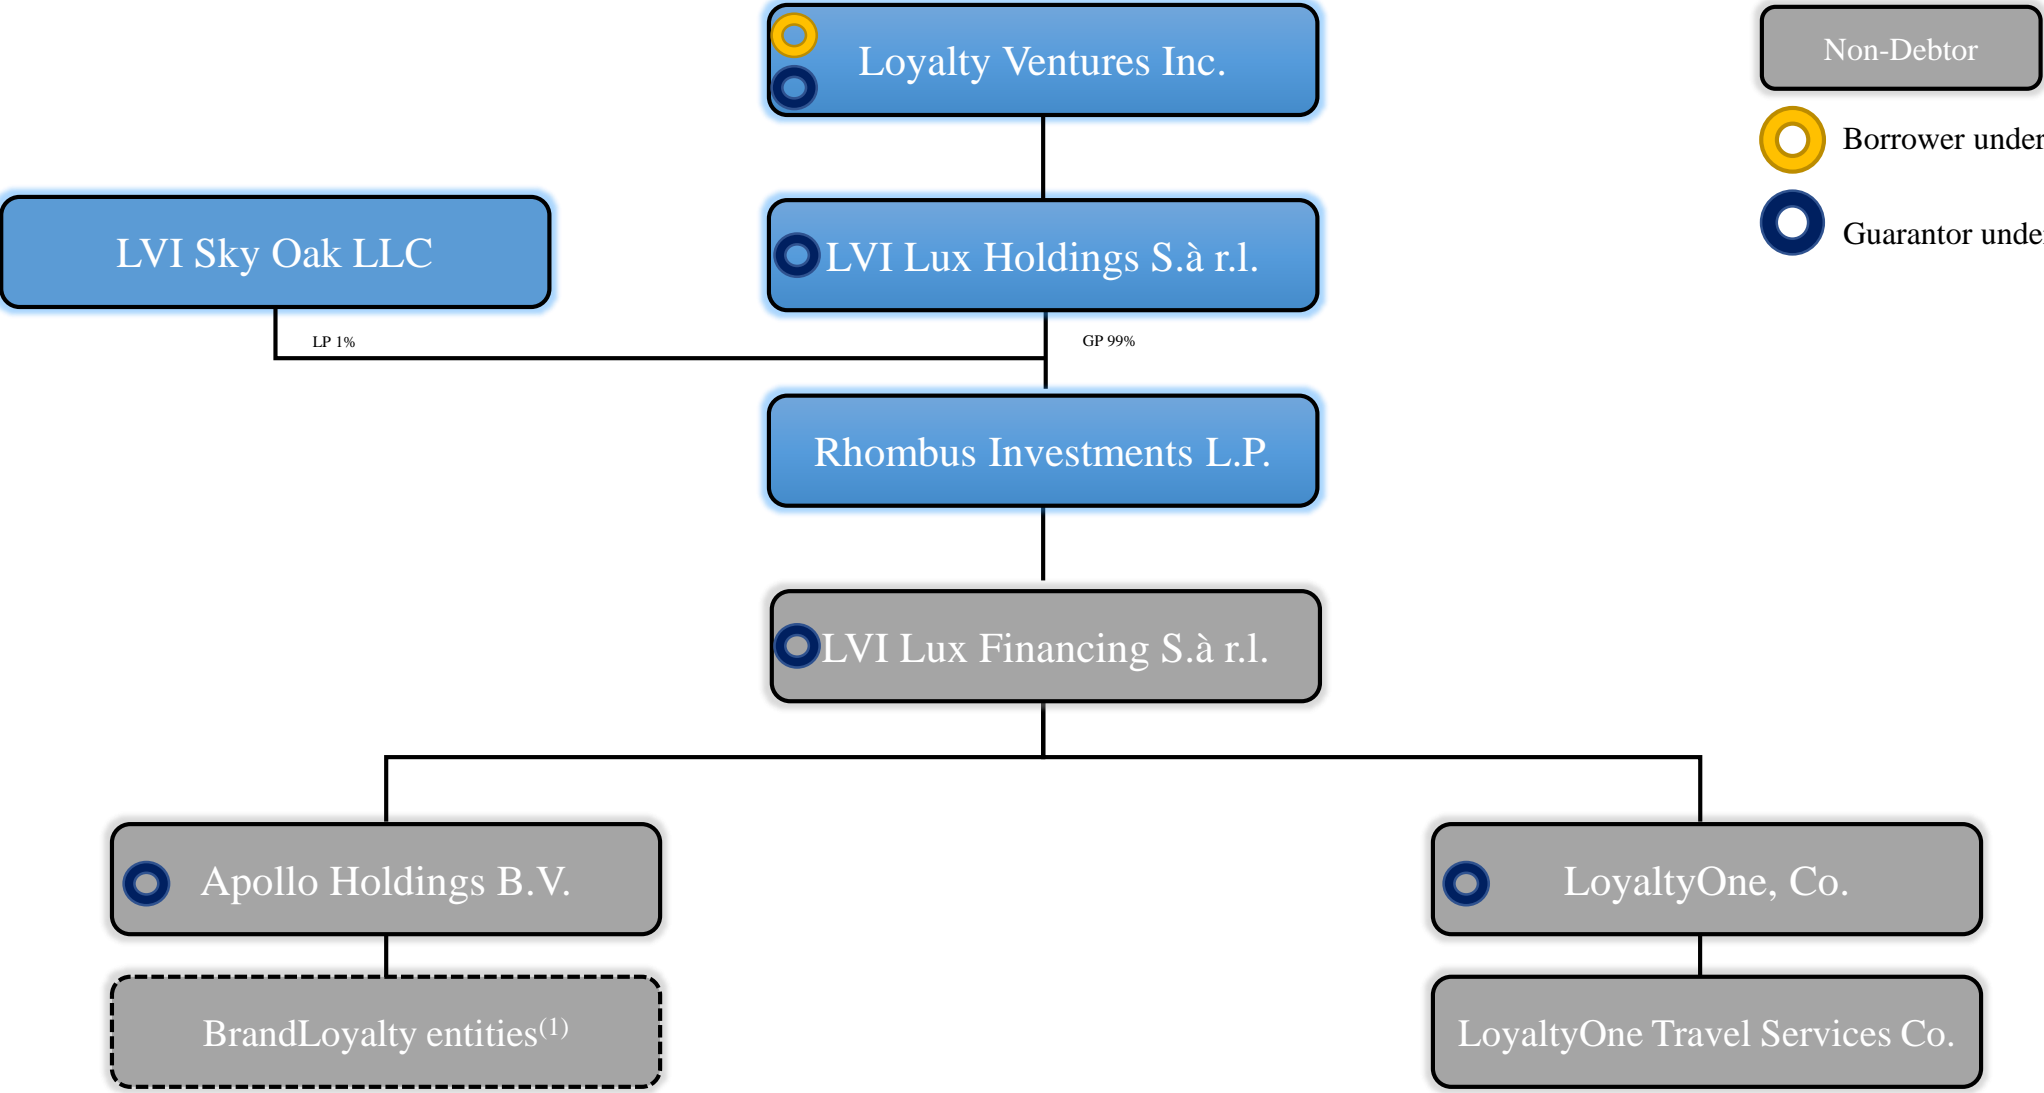 Loyalty Ventures Inc.
Non-Debtor
Borrower under
Guarantor under
LVI Sky Oak LLC
LVI Lux Holdings S.à r.l.
LP 1%
GP 99%
Rhombus Investments L.P.
LVI Lux Financing S.à r.l.
Apollo Holdings B.V.
LoyaltyOne, Co.
BrandLoyalty entities(1)
LoyaltyOne Travel Services Co.